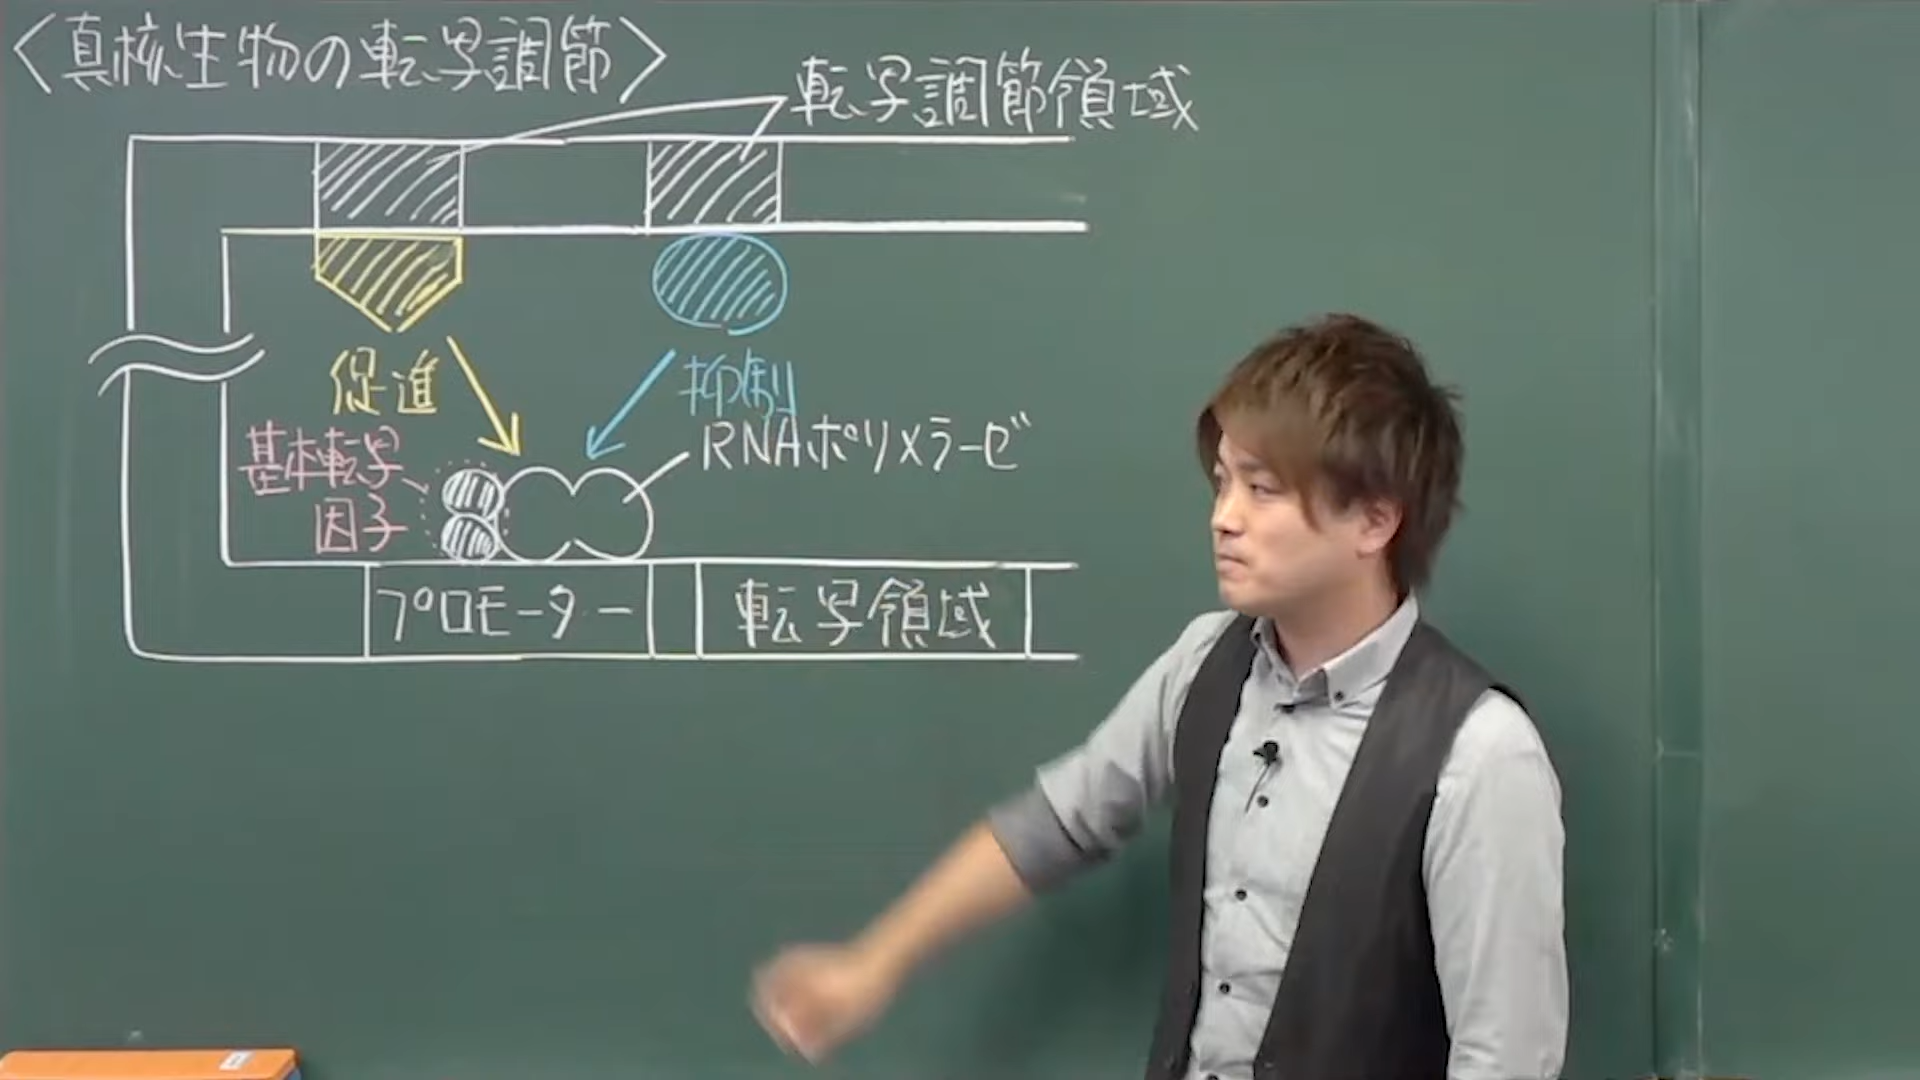 〈真核生物の転写調節〉
転写調節領域
促進
抑制
RNAポリメラーゼ
基本転写
因子
プロモーター
転写領域